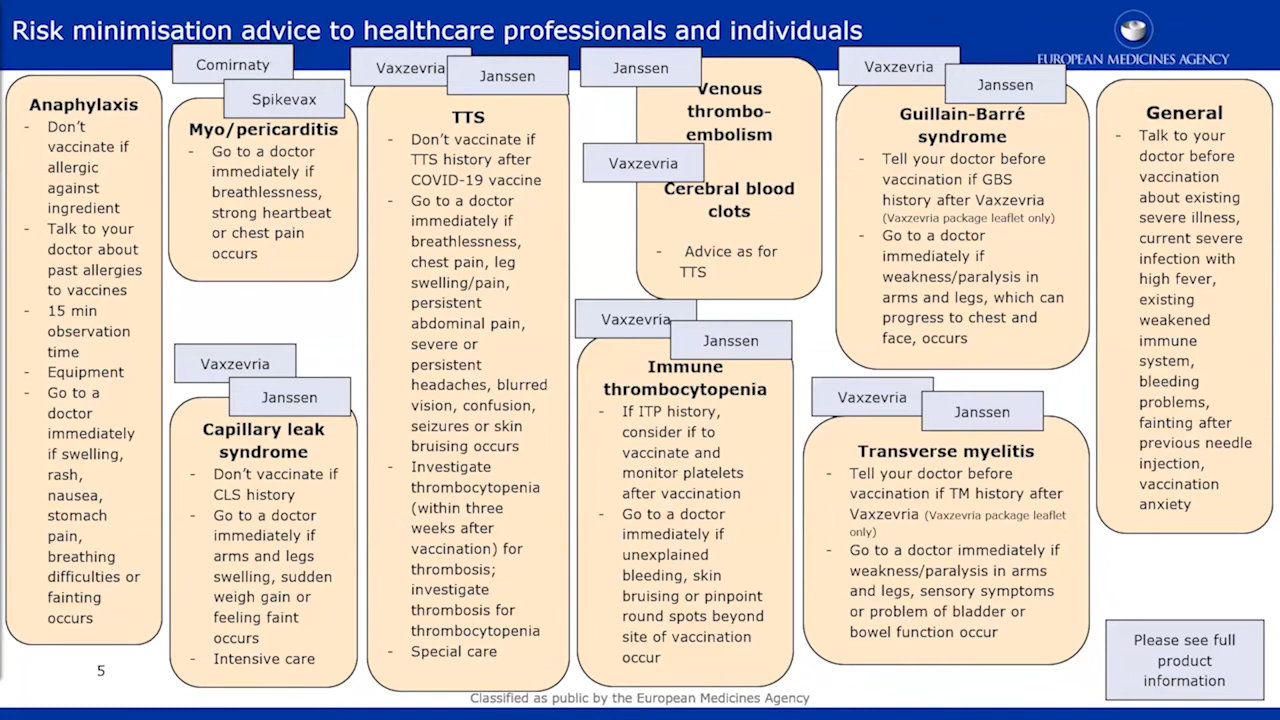 Risk minimisation advice to healthcare professionals and individuals
EUROPEAN MEDICINES AGENCY
Anaphylaxis
- Don't
vaccinate if
allergic
against
ingredient
- Talk to your
doctor about
past allergies
to vaccines
- 15 min
observation
time
- Equipment
- Go to a
doctor
immediately
if swelling,
rash,
nausea,
stomach
pain,
breathing
difficulties or
fainting
occurs
Comirnaty
Spikevax
Myo/pericarditis
- Go to a doctor
immediately if
breathlessness,
strong heartbeat
or chest pain
occurs
Vaxzevria
Janssen
Capillary leak
syndrome
- Don't vaccinate if
CLS history
- Go to a doctor
immediately if
arms and legs
swelling, sudden
weigh gain or
feeling faint
occurs
- Intensive care
Vaxzevria
Janssen
TTS
- Don't vaccinate if
TTS history after
COVID-19 vaccine
- Go to a doctor
immediately if
breathlessness,
chest pain, leg
swelling/pain,
persistent
abdominal pain,
severe or
persistent
headaches, blurred
vision, confusion,
seizures or skin
bruising occurs
- Investigate
thrombocytopenia
(within three
weeks after
vaccination) for
thrombosis;
investigate
thrombosis for
thrombocytopenia
- Special care
Janssen
Venous
thrombo-
embolism
Vaxzevria
Cerebral blood
clots
- Advice as for
TTS
Vaxzevria
Janssen
Immune
thrombocytopenia
- If ITP history,
consider if to
vaccinate and
monitor platelets
after vaccination
- Go to a doctor
immediately if
unexplained
bleeding, skin
bruising or pinpoint
round spots beyond
site of vaccination
occur
Vaxzevria
Janssen
Guillain-Barré
syndrome
- Tell your doctor before
vaccination if GBS
history after Vaxzevria
(Vaxzevria package leaflet only)
- Go to a doctor
immediately if
weakness/paralysis in
arms and legs, which can
progress to chest and
face, occurs
Vaxzevria
Janssen
Transverse myelitis
- Tell your doctor before
vaccination if TM history after
Vaxzevria (Vaxzevria package leaflet
only)
- Go to a doctor immediately if
weakness/paralysis in arms
and legs, sensory symptoms
or problem of bladder or
bowel function occur
General
- Talk to your
doctor before
vaccination
about existing
severe illness,
current severe
infection with
high fever,
existing
weakened
immune
system,
bleeding
problems,
fainting after
previous needle
injection,
vaccination
anxiety
Please see full
product
information
5
Classified as public by the European Medicines Agency